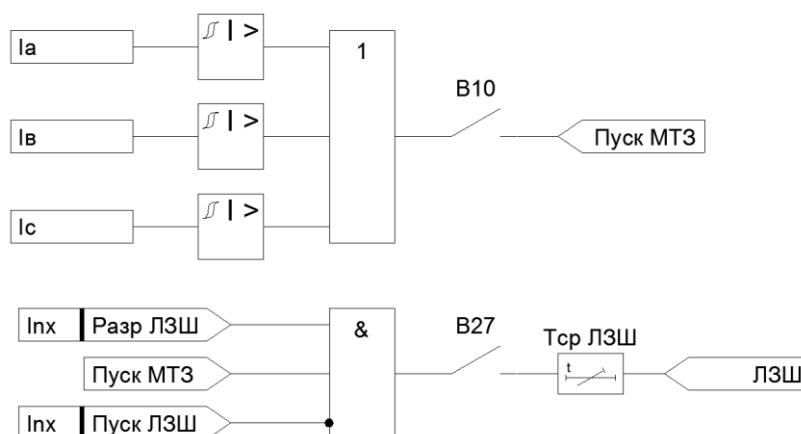 Ia
I >
1
B10
Iв
I >
Пуск МТЗ
Ic
I >
Inx Разр ЛЗШ
&
B27
Тср ЛЗШ
Пуск МТЗ
t
ЛЗШ
Inx Пуск ЛЗШ